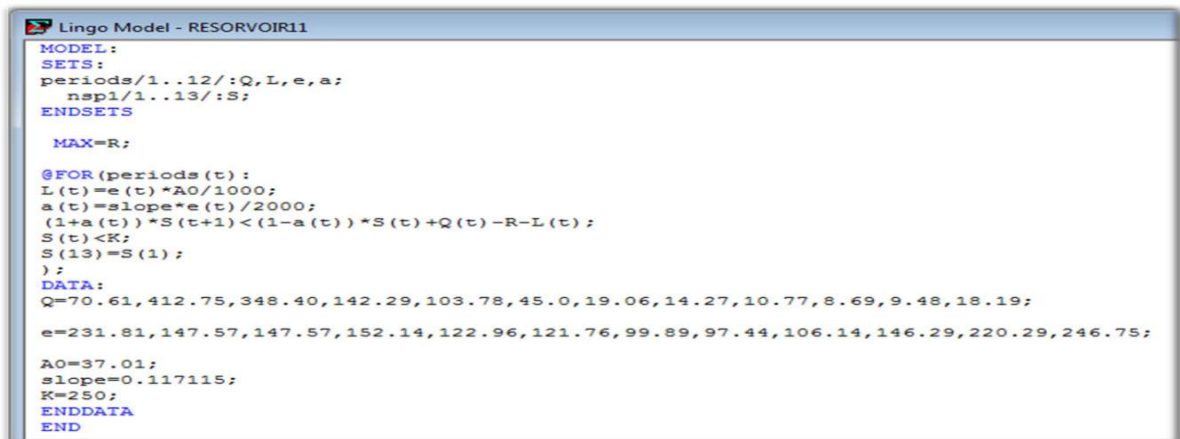 Lingo Model - RESORVOIR11
MODEL:
SETS:
periods/1..12/:Q,L,e,a;
nsp1/1..13/:S;
ENDSETS
MAX=R;
@FOR(periods(t):
L(t)=e(t)*A0/1000;
a(t)=slope*e(t)/2000;
(1+a(t))*S(t+1)<(1-a(t))*S(t)+Q(t)-R-L(t);
S(t)<K;
S(13)=S(1);
);
DATA:
Q=70.61,412.75,348.40,142.29,103.78,45.0,19.06,14.27,10.77,8.69,9.48,18.19;
e=231.81,147.57,147.57,152.14,122.96,121.76,99.89,97.44,106.14,146.29,220.29,246.75;
A0=37.01;
slope=0.117115;
K=250;
ENDDATA
END